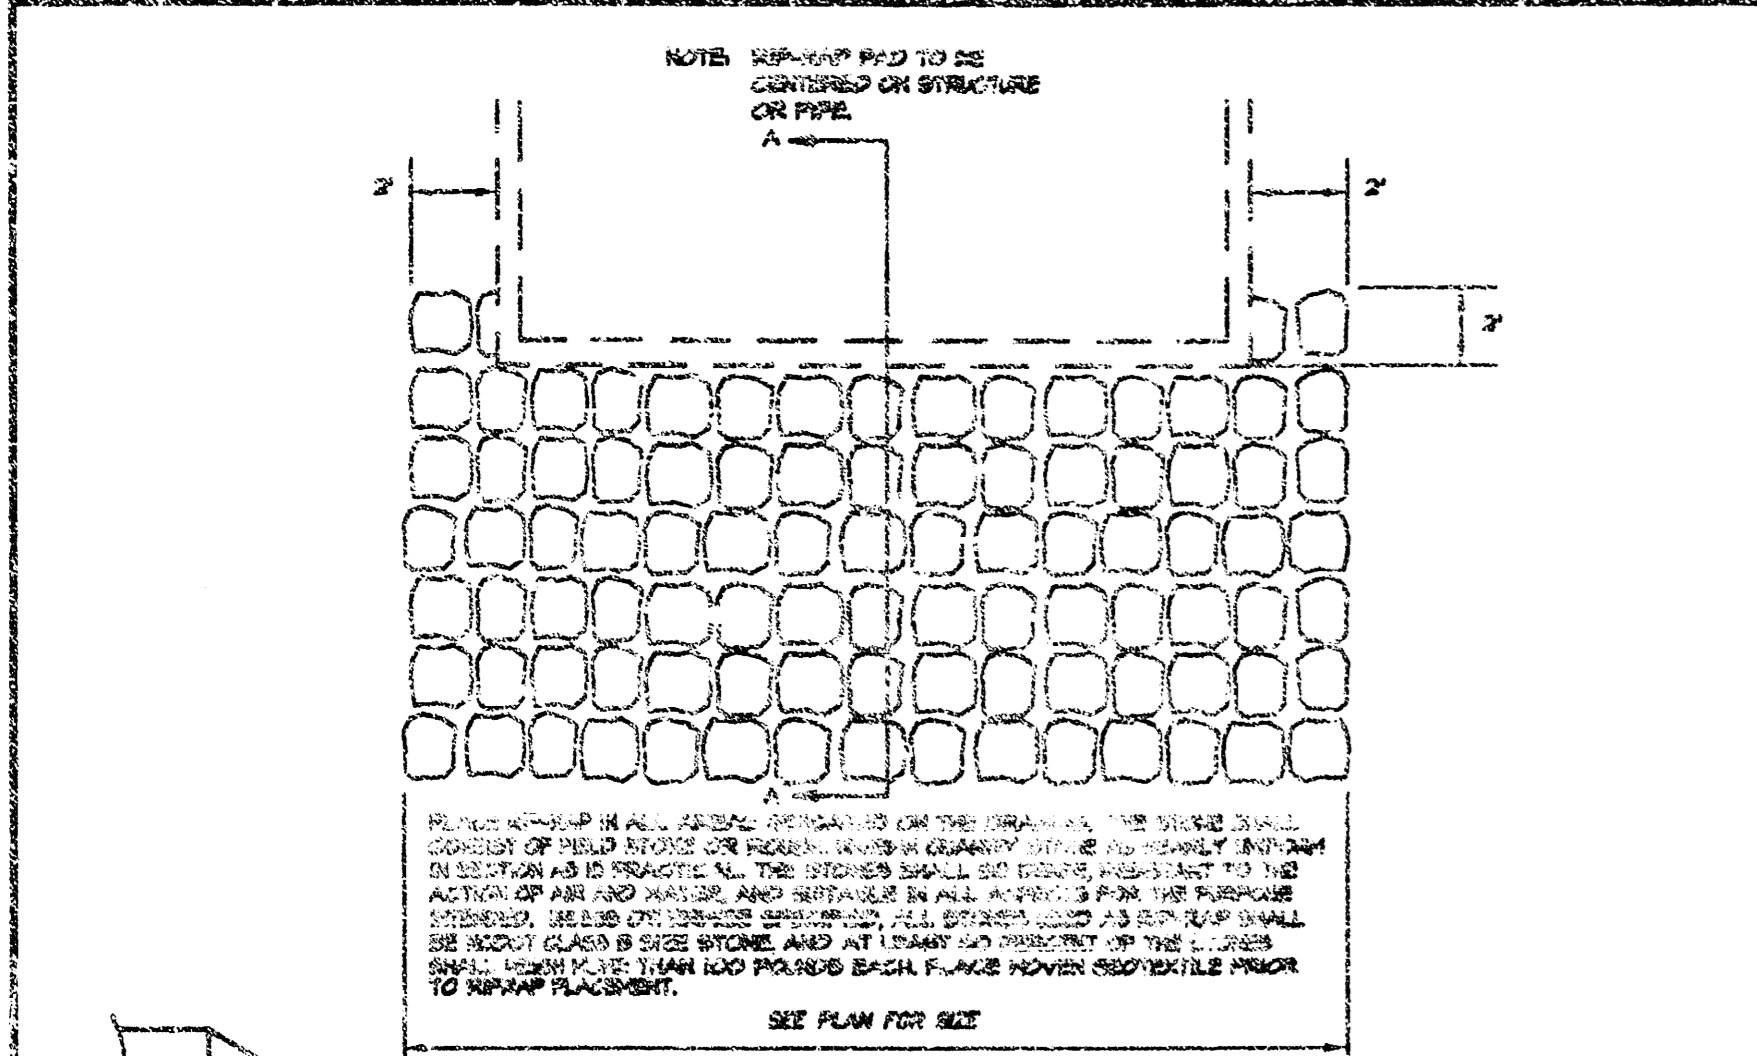 NOTE: RIP-RAP PAD TO BE
CENTERED ON STRUCTURE
OR PIPE.
A
2'
2'
2'
A
PLACE RIP-RAP IN ALL AREAS INDICATED ON THE DRAWINGS. THE STONE SHALL
CONSIST OF FIELD STONE OR ROUGH QUARRY STONE AS NEARLY UNIFORM
IN SECTION AS IS PRACTICAL. THE STONES SHALL BE DENSE, RESISTANT TO THE
ACTION OF AIR AND WATER, AND SUITABLE IN ALL ASPECTS FOR THE PURPOSE
INTENDED. UNLESS OTHERWISE SPECIFIED, ALL STONES USED AS RIP-RAP SHALL
BE CLASS B SIZE STONE, AND AT LEAST PERCENT OF THE STONES
SHALL WEIGH MORE THAN 100 POUNDS EACH. PLACE WOVEN GEOTEXTILE PRIOR
TO RIPRAP PLACEMENT.
SEE PLAN FOR SIZE